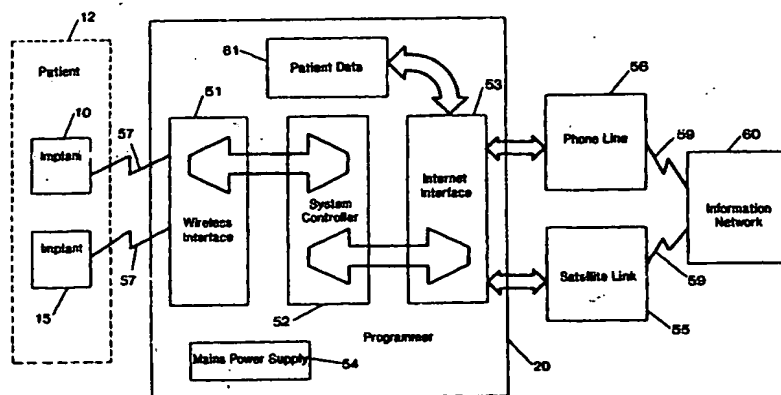 12
Patient
10
Implant
57
Implant
15
57
61
Patient Data
51
Wireless
Interface
System
Controller
52
53
Internet
Interface
Programmer
Mains Power Supply
54
20
56
Phone Line
59
60
Information
Network
Satellite Link
59
55